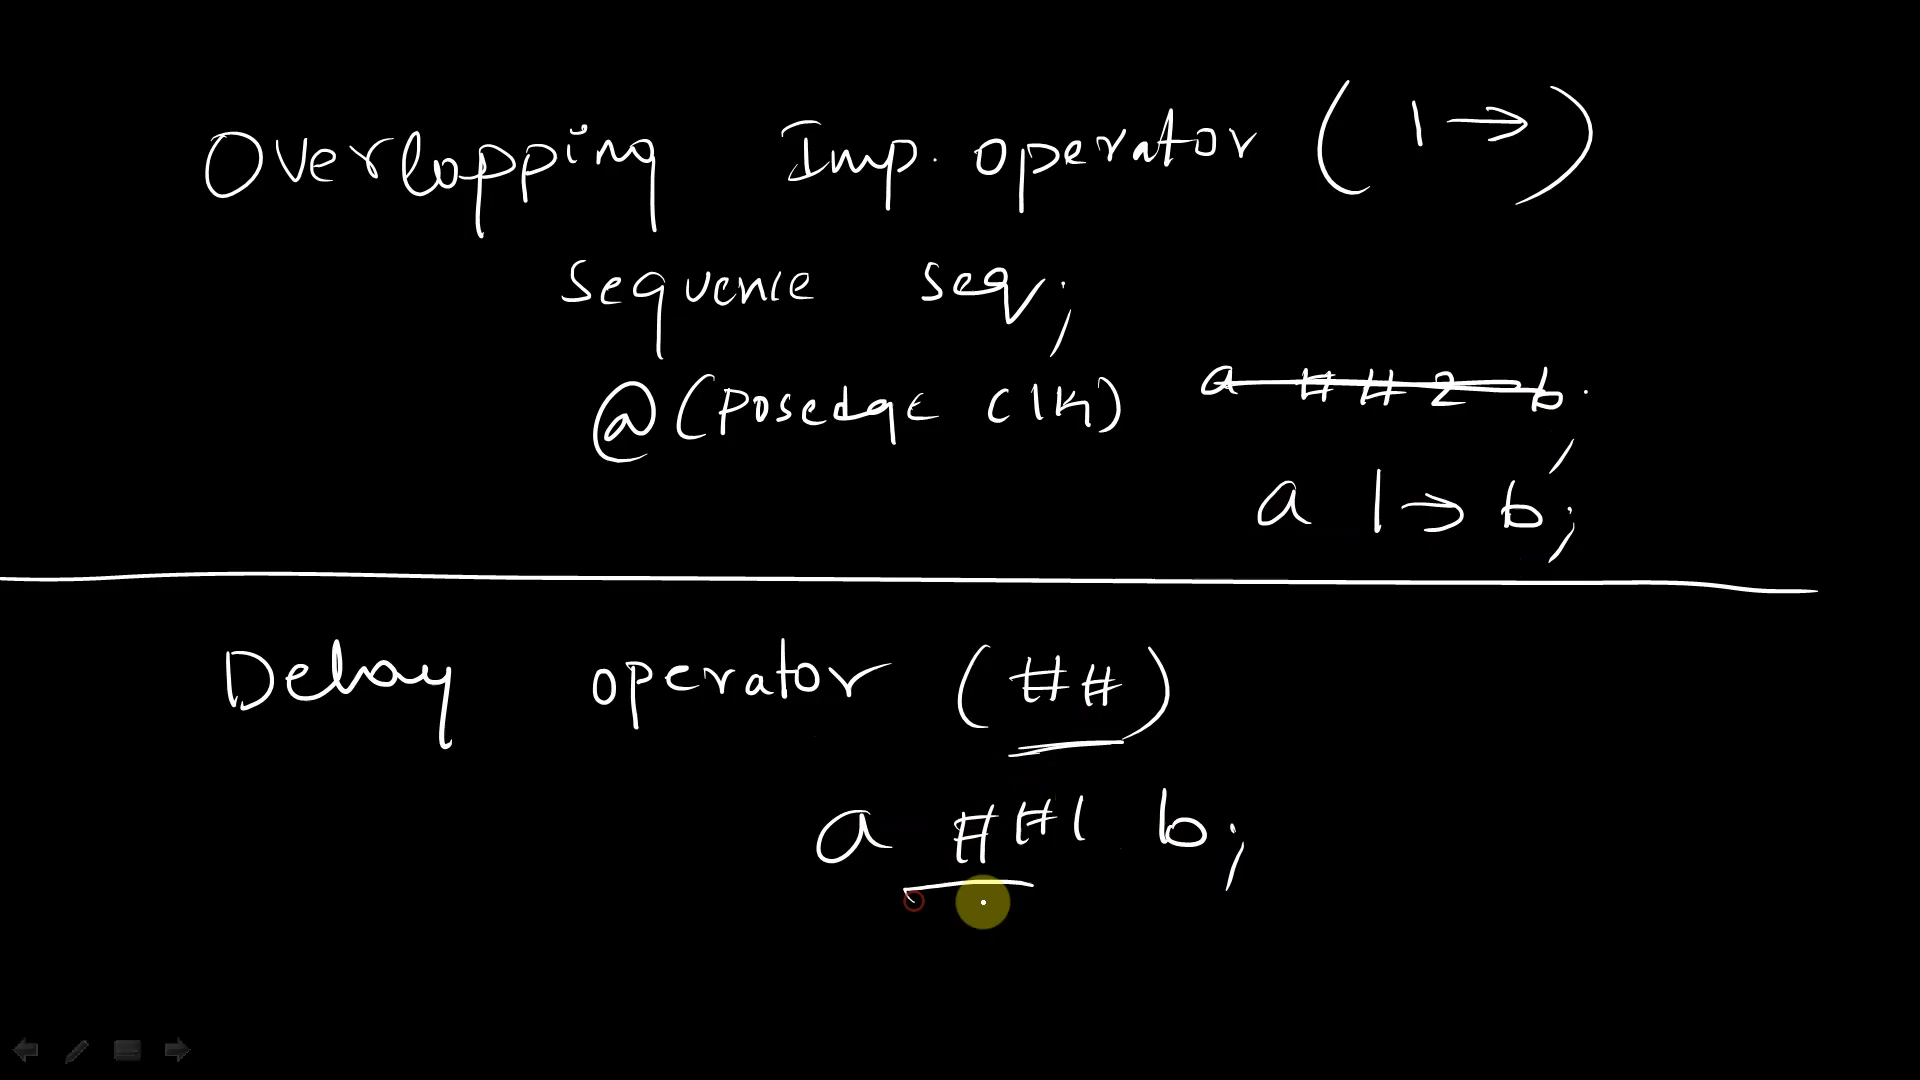 Overlapping Imp. operator ( |→ )
Sequence seq;
@(posedge clk) a ##2 b.;
a |→ b;
Delay operator (##)
a ##1 b;